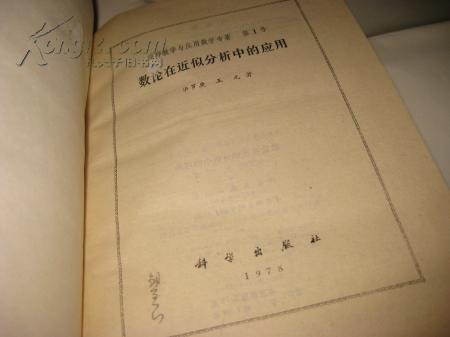 纯粹数学与应用数学专著 第1号
数论在近似分析中的应用
华罗庚 王元 著
科学出版社
1978